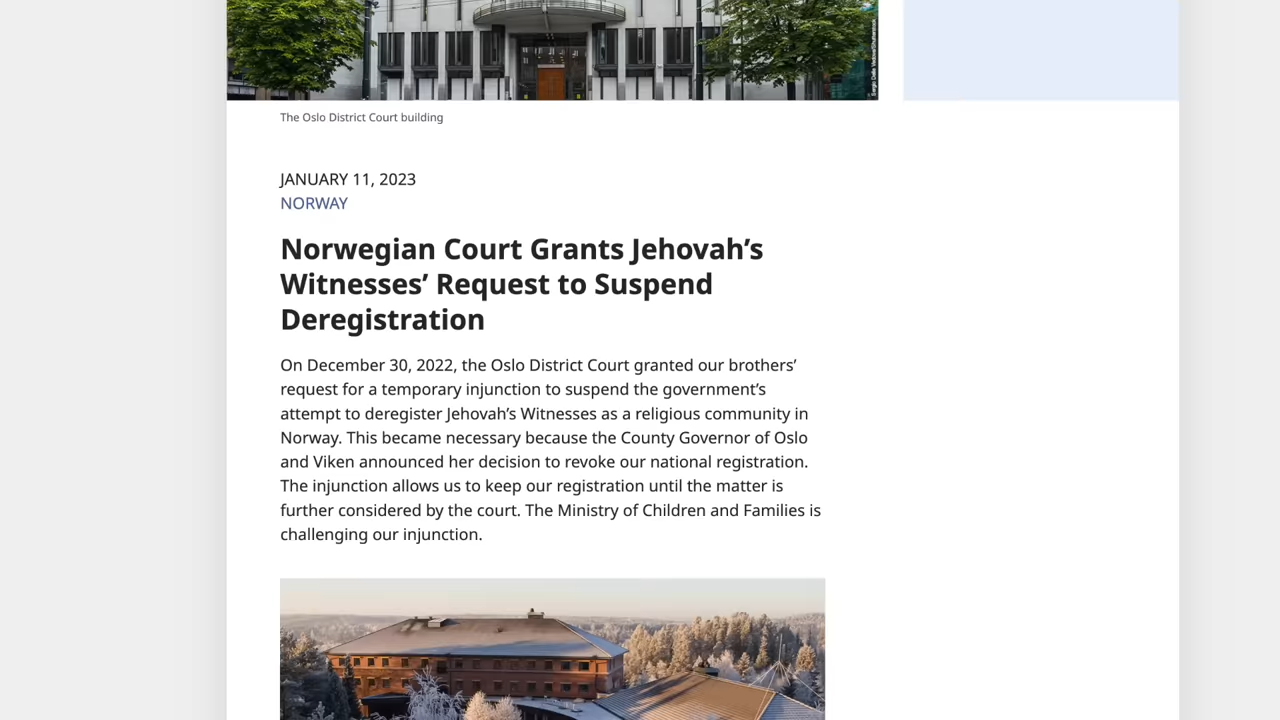 The Oslo District Court building
JANUARY 11, 2023
NORWAY
Norwegian Court Grants Jehovah’s
Witnesses’ Request to Suspend
Deregistration
On December 30, 2022, the Oslo District Court granted our brothers’
request for a temporary injunction to suspend the government’s
attempt to deregister Jehovah’s Witnesses as a religious community in
Norway. This became necessary because the County Governor of Oslo
and Viken announced her decision to revoke our national registration.
The injunction allows us to keep our registration until the matter is
further considered by the court. The Ministry of Children and Families is
challenging our injunction.